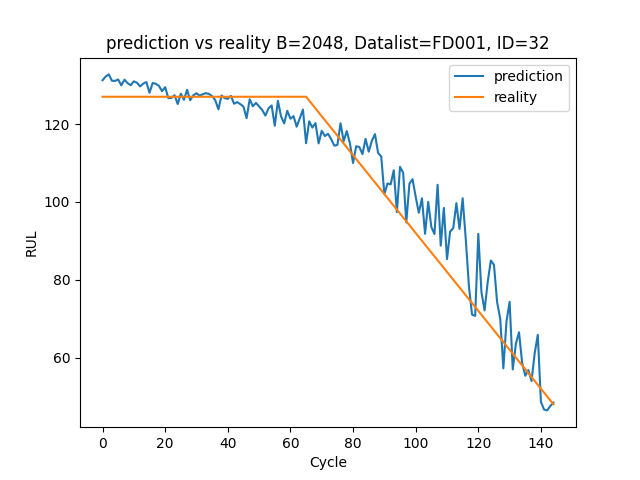 prediction vs reality B=2048, Datalist=FD001, ID=32
prediction
reality
RUL
120
100
80
60
0 20 40 60 80 100 120 140
Cycle